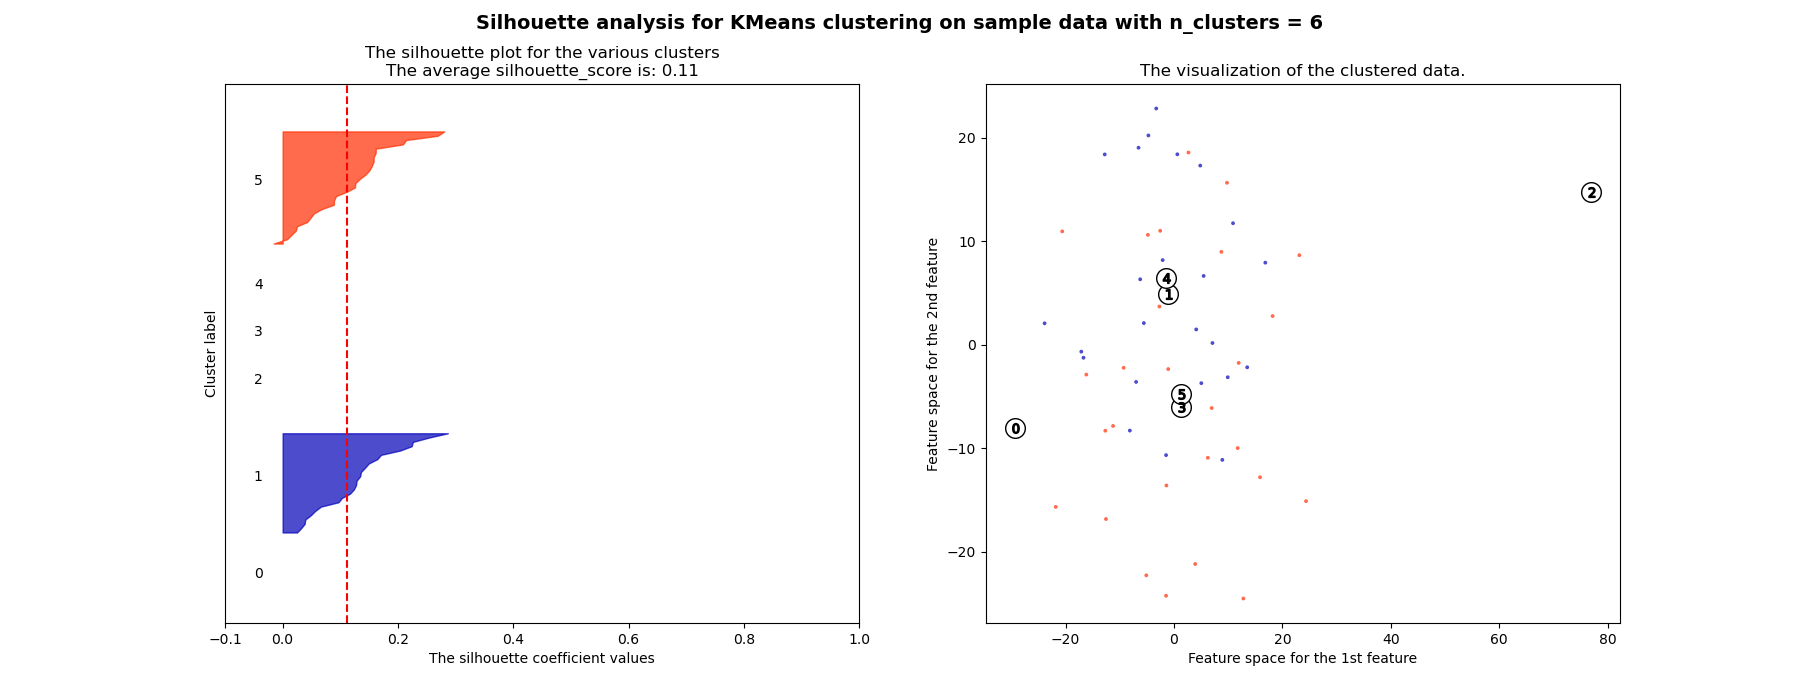 Silhouette analysis for KMeans clustering on sample data with n_clusters = 6
The silhouette plot for the various clusters
The average silhouette_score is: 0.11
Cluster label
5
4
3
2
1
0
−0.1 0.0 0.2 0.4 0.6 0.8 1.0
The silhouette coefficient values
The visualization of the clustered data.
Feature space for the 2nd feature
20
10
0
−10
−20
2
4
1
5
3
0
−20 0 20 40 60 80
Feature space for the 1st feature